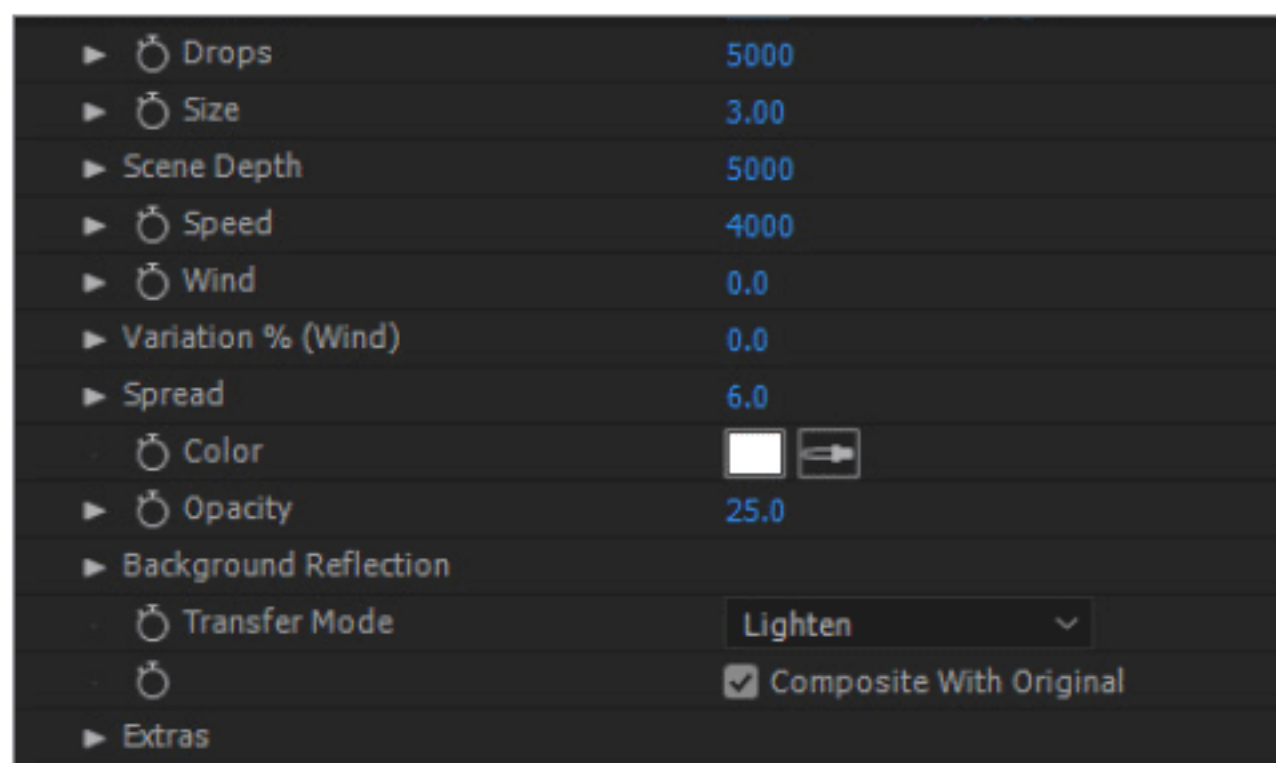 Drops 5000
Size 3.00
Scene Depth 5000
Speed 4000
Wind 0.0
Variation % (Wind) 0.0
Spread 6.0
Color
Opacity 25.0
Background Reflection
Transfer Mode Lighten
Composite With Original
Extras